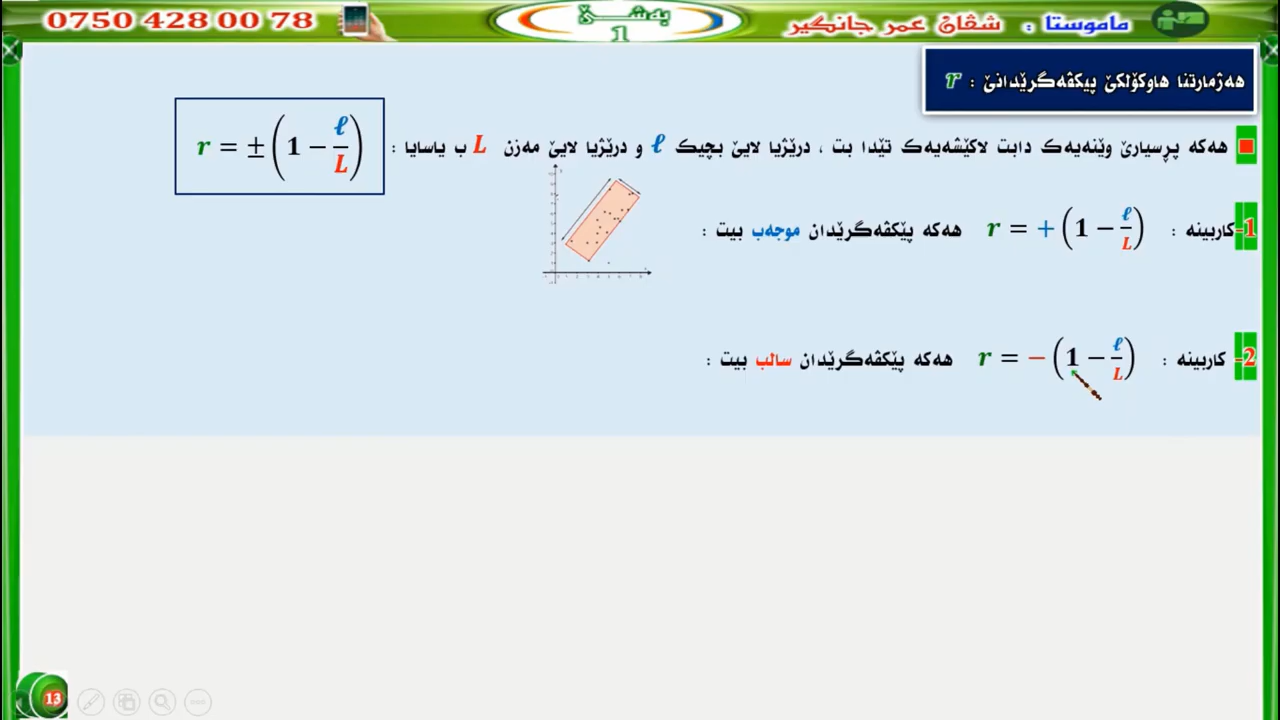 0750 428 00 78
بەشێ
1
ماموستا : شڤان عمر جانگیر
هەژمارتنا هاوکۆلکێ پیکڤەگرێدانێ : r
هەکە پرسیارێ وێنەیەک دابت لاکێشەیەک تێدا بت ، درێژیا لایێ بچیک ℓ و درێژیا لایێ مەزن L ب یاسایا :
r = ±(1 − ℓ/L)
1- کاربینە : r = +(1 − ℓ/L) هەکە پێکڤەگرێدان موجەب بیت :
2- کاربینە : r = −(1 − ℓ/L) هەکە پێکڤەگرێدان سالب بیت :
13